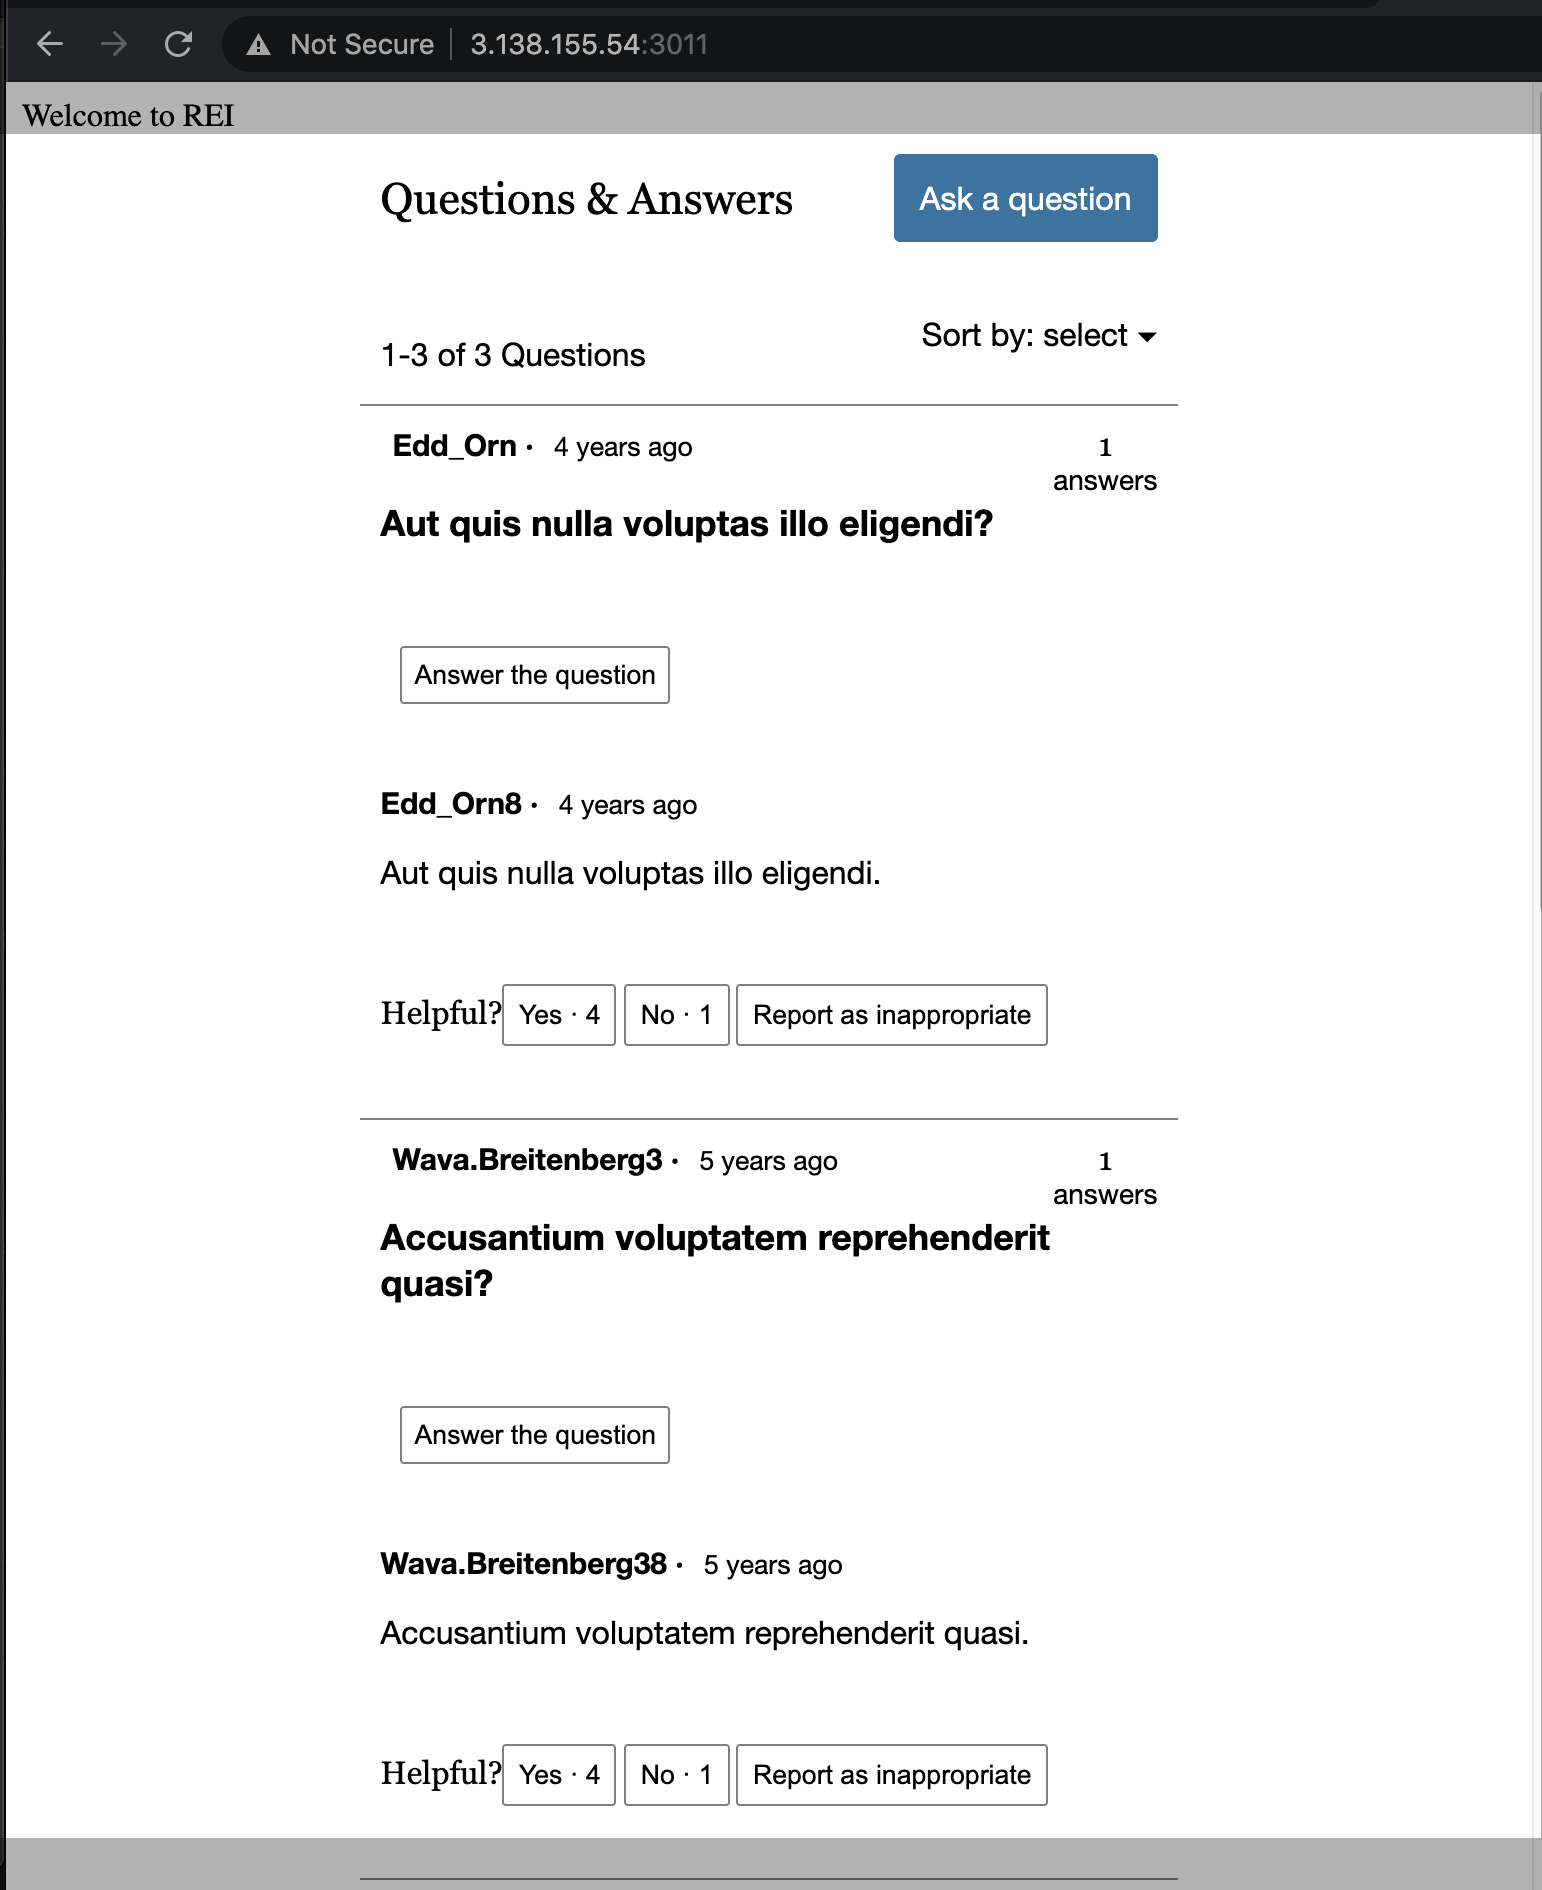 Not Secure 3.138.155.54:3011
Welcome to REI
Questions & Answers
Ask a question
1-3 of 3 Questions
Sort by: select
Edd_Orn · 4 years ago
1
answers
Aut quis nulla voluptas illo eligendi?
Answer the question
Edd_Orn8 · 4 years ago
Aut quis nulla voluptas illo eligendi.
Helpful? Yes · 4 No · 1 Report as inappropriate
Wava.Breitenberg3 · 5 years ago
1
answers
Accusantium voluptatem reprehenderit
quasi?
Answer the question
Wava.Breitenberg38 · 5 years ago
Accusantium voluptatem reprehenderit quasi.
Helpful? Yes · 4 No · 1 Report as inappropriate